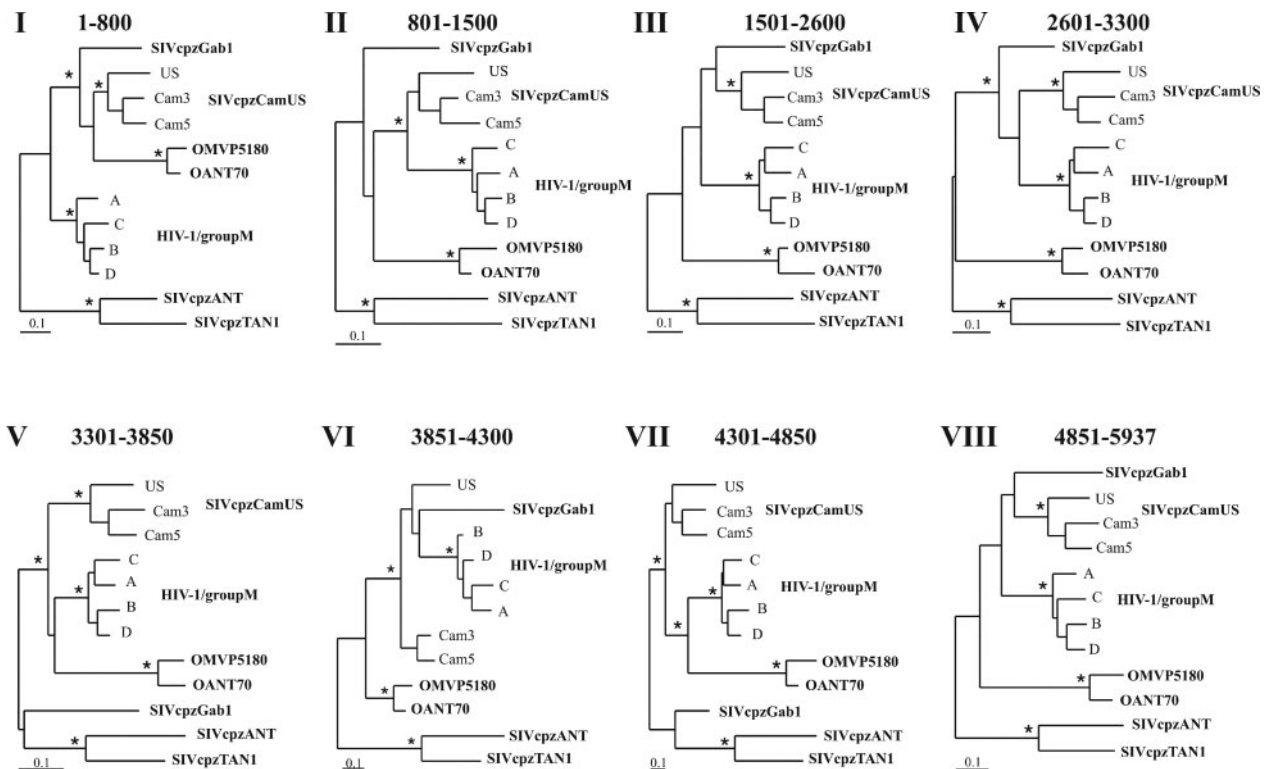 I 1-800
SIVcpzGab1
*
* US
Cam3 SIVcpzCamUS
Cam5
* OMVP5180
OANT70
A
* C HIV-1/groupM
B
D
* SIVcpzANT
SIVcpzTAN1
0.1
II 801-1500
SIVcpzGab1
US
Cam3 SIVcpzCamUS
* Cam5
C
* A HIV-1/groupM
B
D
* OMVP5180
OANT70
* SIVcpzANT
SIVcpzTAN1
0.1
III 1501-2600
SIVcpzGab1
US
* Cam3 SIVcpzCamUS
Cam5
C
* A HIV-1/groupM
B
D
* OMVP5180
OANT70
* SIVcpzANT
SIVcpzTAN1
0.1
IV 2601-3300
SIVcpzGab1
*
* US
Cam3 SIVcpzCamUS
Cam5
C
* A HIV-1/groupM
B
D
* OMVP5180
OANT70
* SIVcpzANT
SIVcpzTAN1
0.1
V 3301-3850
* US
Cam3 SIVcpzCamUS
Cam5
*
C
* A HIV-1/groupM
B
D
* OMVP5180
OANT70
SIVcpzGab1
* SIVcpzANT
SIVcpzTAN1
0.1
VI 3851-4300
US
SIVcpzGab1
B
* D HIV-1/groupM
*
C
A
Cam3
Cam5
* OMVP5180
OANT70
* SIVcpzANT
SIVcpzTAN1
0.1
VII 4301-4850
US
Cam3 SIVcpzCamUS
Cam5
*
C
* A HIV-1/groupM
B
* D
* OMVP5180
OANT70
SIVcpzGab1
* SIVcpzANT
SIVcpzTAN1
0.1
VIII 4851-5937
SIVcpzGab1
US
* Cam3 SIVcpzCamUS
Cam5
* A
C HIV-1/groupM
B
D
* OMVP5180
OANT70
* SIVcpzANT
SIVcpzTAN1
0.1